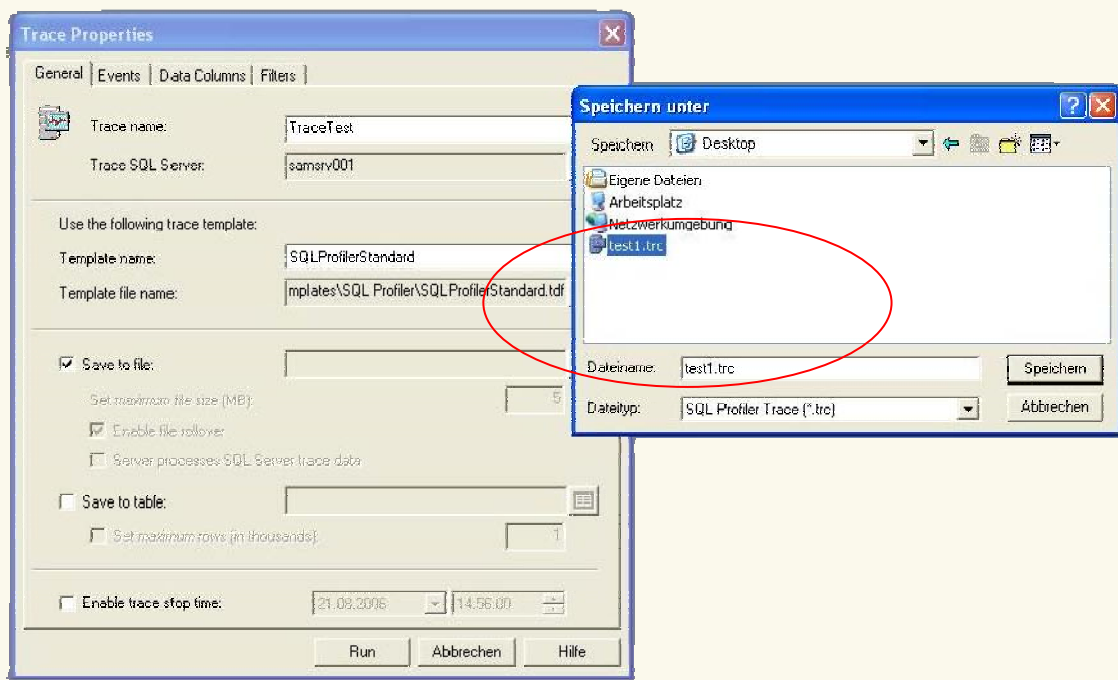 Trace Properties
General Events Data Columns Filters
Trace name: TraceTest
Trace SQL Server: samsrv001
Use the following trace template:
Template name: SQLProfilerStandard
Template file name: mplates\SQL Profiler\SQLProfilerStandard.tdf
Save to file:
Set maximum file size (MB): 5
Enable file rollover
Server processes SQL Server trace data
Save to table:
Set maximum rows (in thousands): 1
Enable trace stop time: 21.08.2006 14:56:00
Run Abbrechen Hilfe
Speichern unter
Speichern Desktop
Eigene Dateien
Arbeitsplatz
Netzwerkumgebung
test1.trc
Dateiname: test1.trc Speichern
Dateityp: SQL Profiler Trace (*.trc) Abbrechen